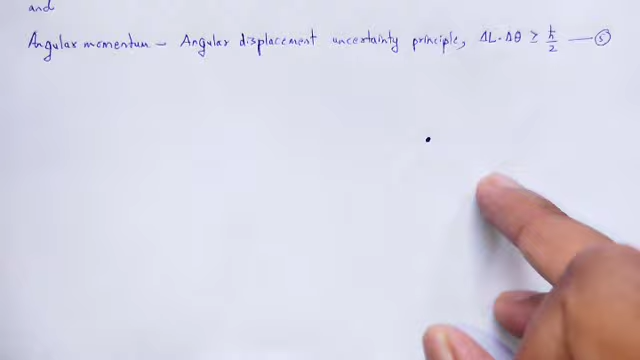 and
Angular momentum – Angular displacement uncertainty principle, ΔL·Δθ ≥ ℏ/2 —⑤